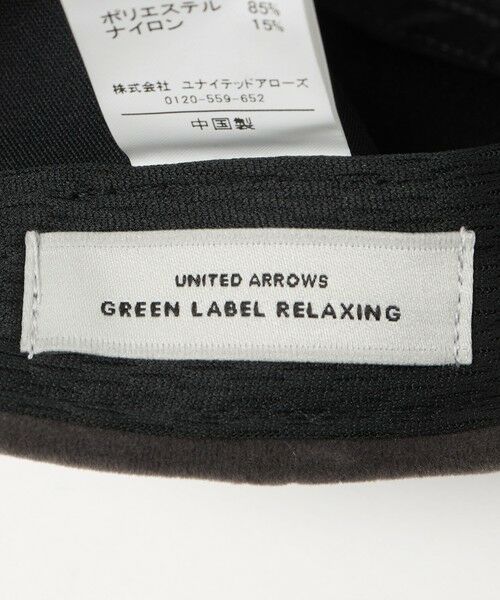 ポリエステル 85%
ナイロン 15%
株式会社 ユナイテッドアローズ
0120-559-652
中国製
UNITED ARROWS
GREEN LABEL RELAXING